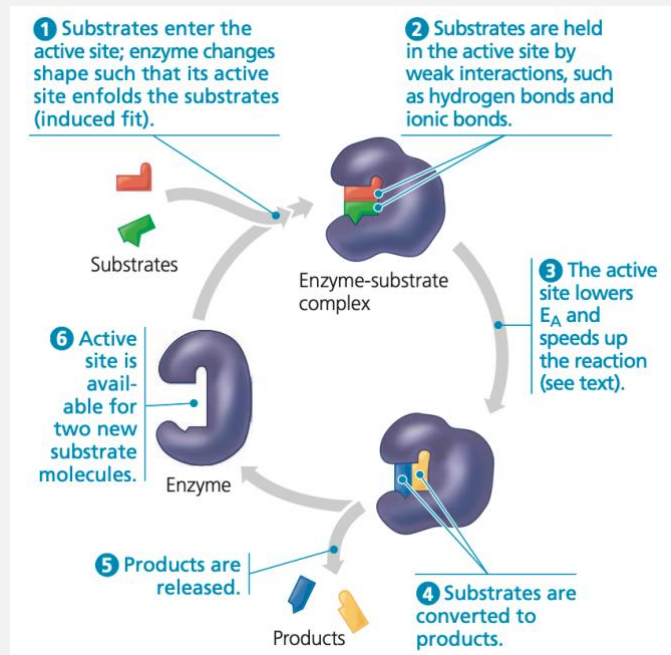 1 Substrates enter the
active site; enzyme changes
shape such that its active
site enfolds the substrates
(induced fit).
2 Substrates are held
in the active site by
weak interactions, such
as hydrogen bonds and
ionic bonds.
Substrates
Enzyme-substrate
complex
3 The active
site lowers
EA and
speeds up
the reaction
(see text).
6 Active
site is
avail-
able for
two new
substrate
molecules.
Enzyme
5 Products are
released.
Products
4 Substrates are
converted to
products.